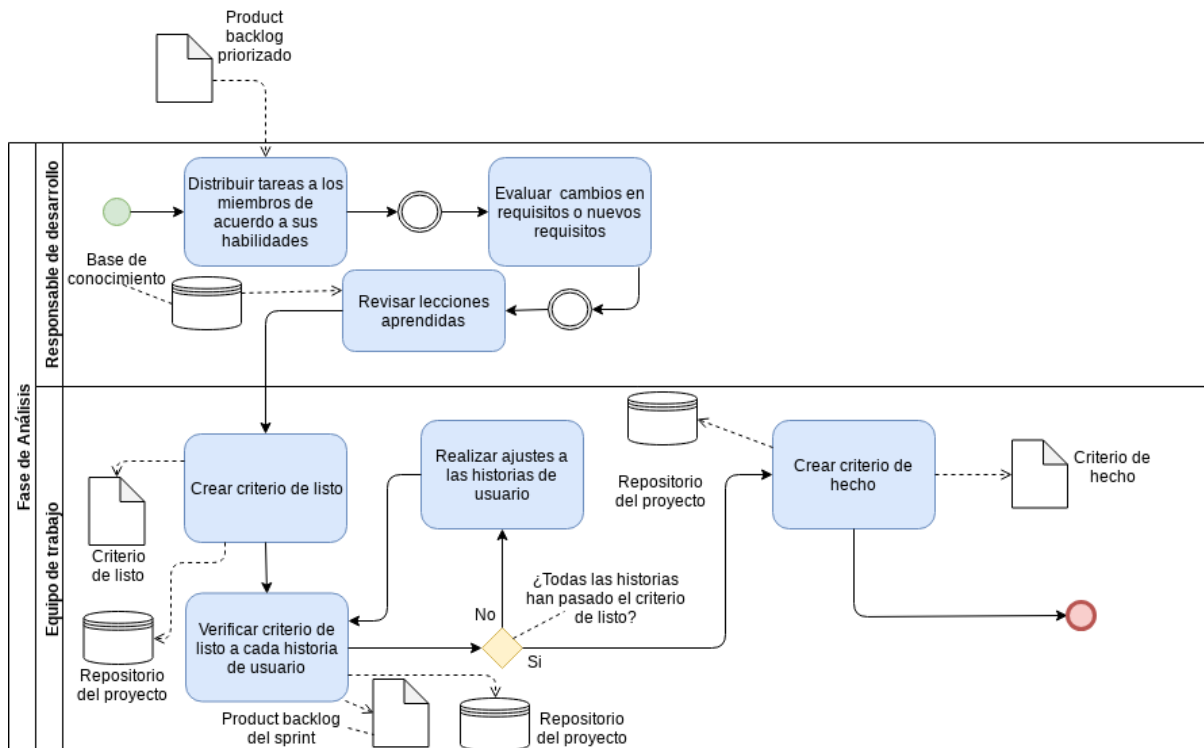 Product
backlog
priorizado
Fase de Análisis
Responsable de desarrollo
Distribuir tareas a los
miembros de
acuerdo a sus
habilidades
Evaluar cambios en
requisitos o nuevos
requisitos
Base de
conocimiento
Revisar lecciones
aprendidas
Equipo de trabajo
Crear criterio de listo
Criterio
de listo
Repositorio
del proyecto
Realizar ajustes a
las historias de
usuario
Repositorio
del proyecto
Crear criterio de
hecho
Criterio de
hecho
¿Todas las historias
han pasado el criterio
de listo?
No
Si
Verificar criterio de
listo a cada historia
de usuario
Product backlog
del sprint
Repositorio
del proyecto